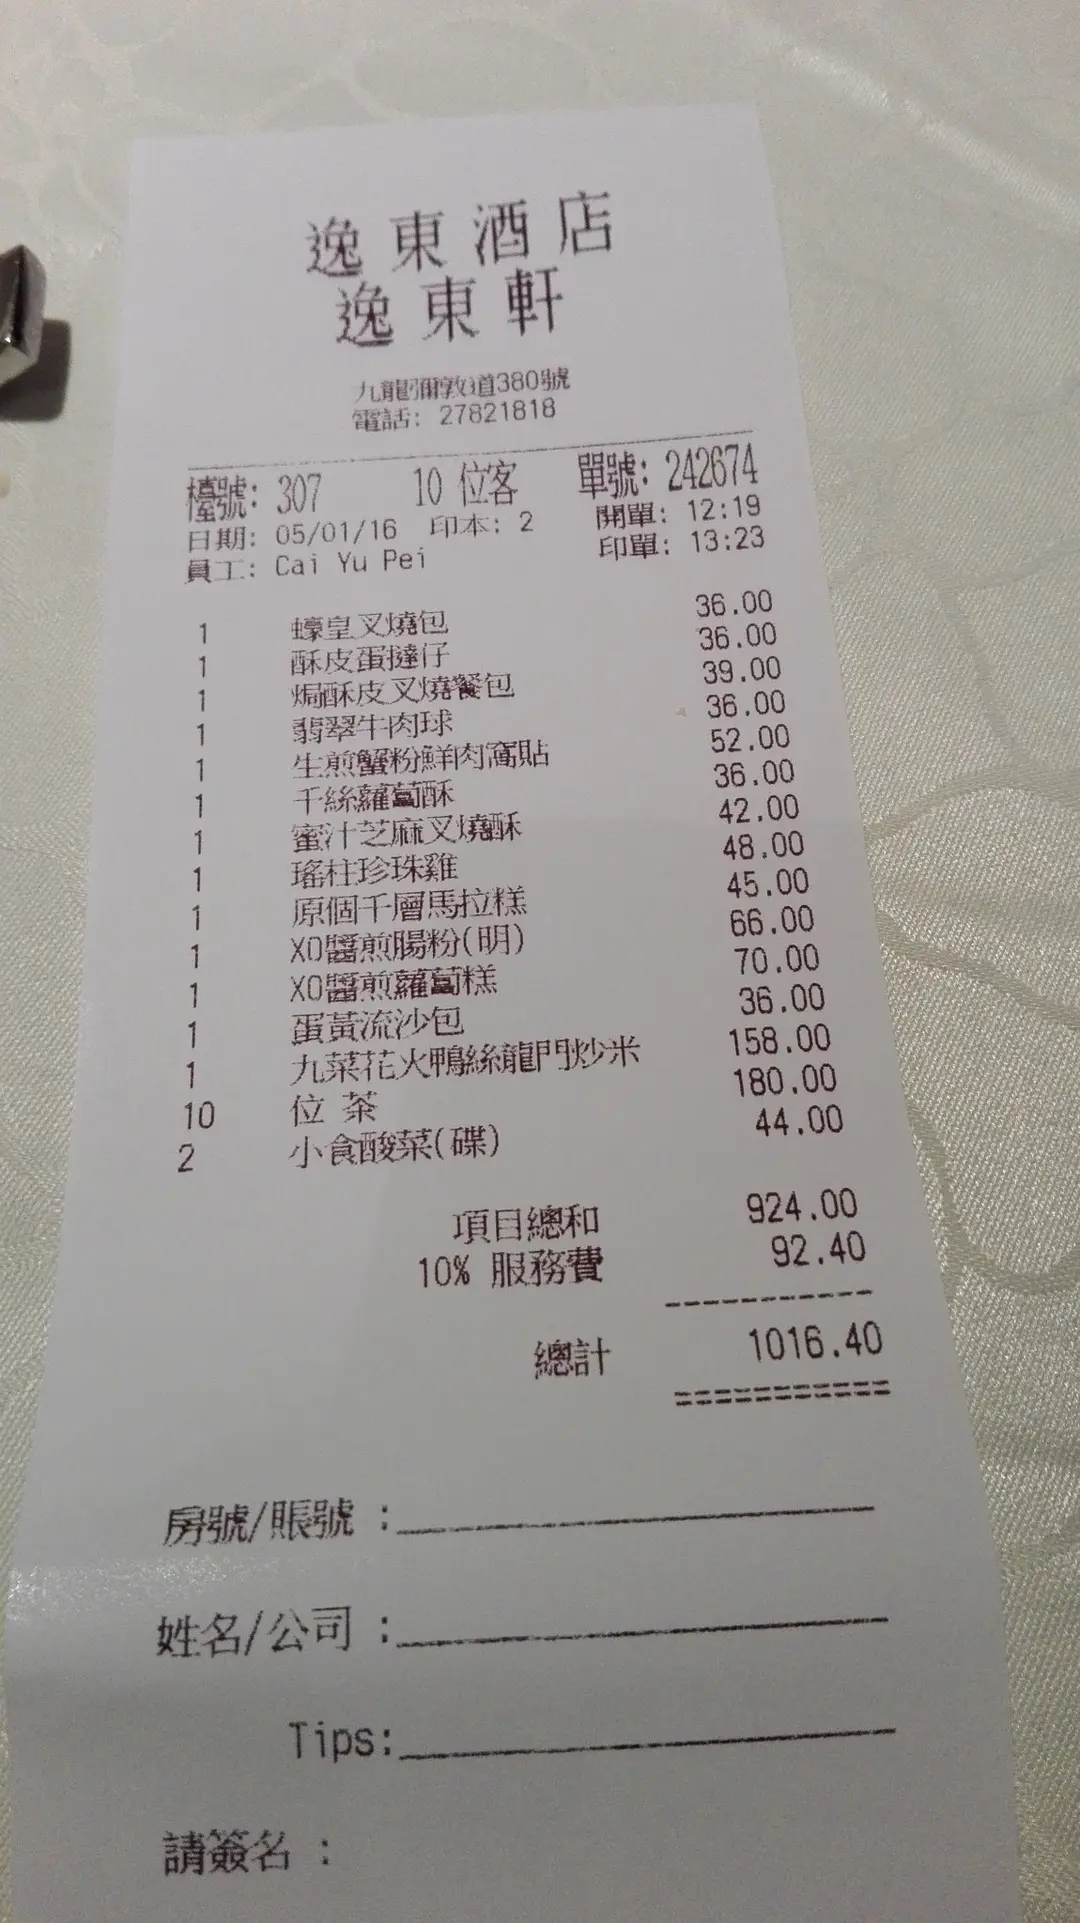 逸東酒店
逸東軒
九龍彌敦道380號
電話: 27821818
檯號: 307 10 位客 單號: 242674
日期: 05/01/16 印本: 2 開單: 12:19
員工: Cai Yu Pei 印單: 13:23
1 蠔皇叉燒包 36.00
1 酥皮蛋撻仔 36.00
1 焗酥皮叉燒餐包 39.00
1 翡翠牛肉球 36.00
1 生煎蟹粉鮮肉窩貼 52.00
1 千絲蘿蔔酥 36.00
1 蜜汁芝麻叉燒酥 42.00
1 瑤柱珍珠雞 48.00
1 原個千層馬拉糕 45.00
1 XO醬煎腸粉(明) 66.00
1 XO醬煎蘿蔔糕 70.00
1 蛋黃流沙包 36.00
1 九菜花火鴨絲龍門炒米 158.00
10 位 茶 180.00
2 小食酸菜(碟) 44.00
項目總和 924.00
10% 服務費 92.40
-----------
總計 1016.40
===========
房號/賬號 :
姓名/公司 :
Tips:
請簽名 :